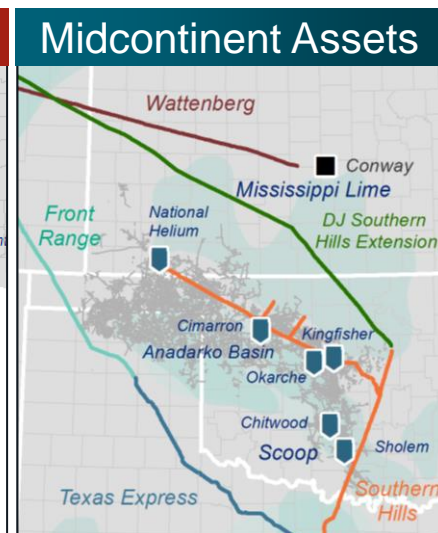 Midcontinent Assets
Wattenberg
Conway
Mississippi Lime
Front
Range
National
Helium
DJ Southern
Hills Extension
Cimarron
Kingfisher
Anadarko Basin
Okarche
Chitwood
Scoop
Sholem
Texas Express
Southern
Hills